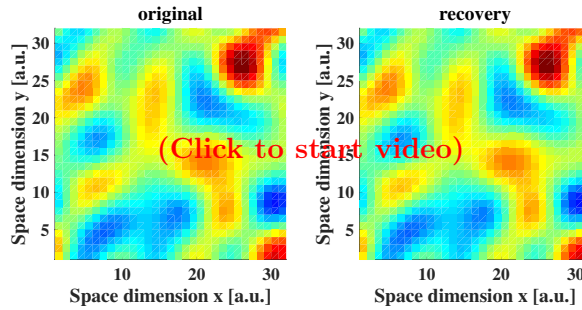 original
recovery
30
25
20
15
10
5
Space dimension y [a.u.]
10
20
30
Space dimension x [a.u.]
30
25
20
15
10
5
Space dimension y [a.u.]
10
20
30
Space dimension x [a.u.]
(Click to start video)